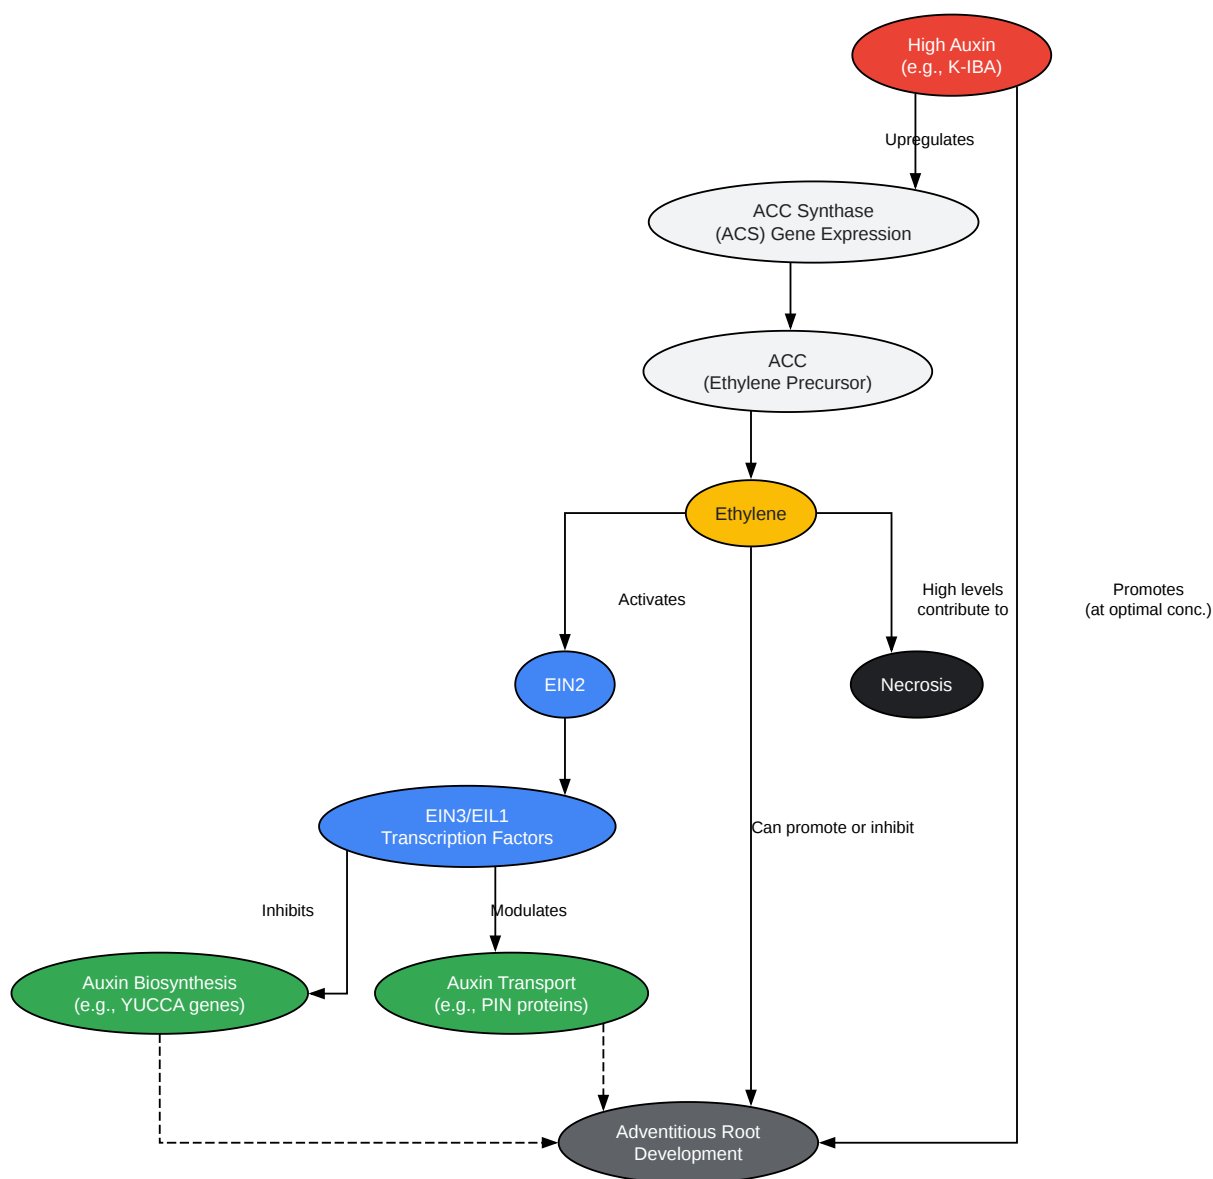 High Auxin
(e.g., K-IBA)
Upregulates
ACC Synthase
(ACS) Gene Expression
ACC
(Ethylene Precursor)
Ethylene
Activates
High levels
contribute to
Promotes
(at optimal conc.)
EIN2
Necrosis
EIN3/EIL1
Transcription Factors
Can promote or inhibit
Inhibits
Modulates
Auxin Biosynthesis
(e.g., YUCCA genes)
Auxin Transport
(e.g., PIN proteins)
Adventitious Root
Development